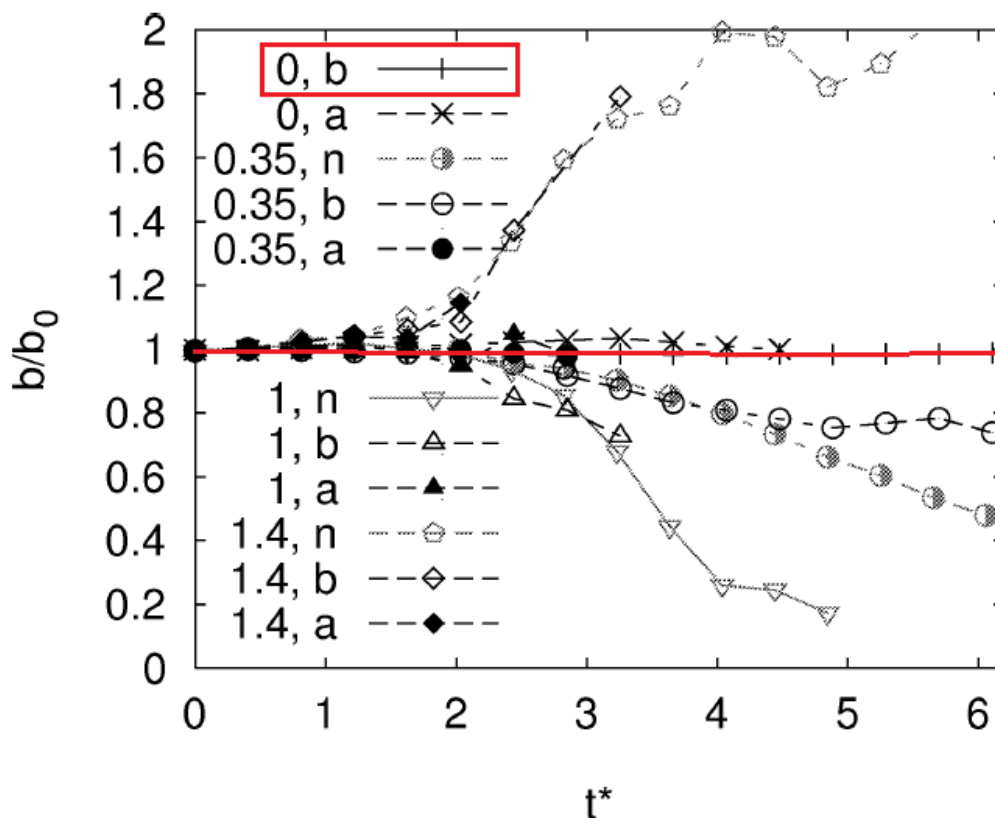 2
1.8
1.6
1.4
1.2
1
0.8
0.6
0.4
0.2
0
b/b0
0, b
0, a
0.35, n
0.35, b
0.35, a
1, n
1, b
1, a
1.4, n
1.4, b
1.4, a
0 1 2 3 4 5 6
t*